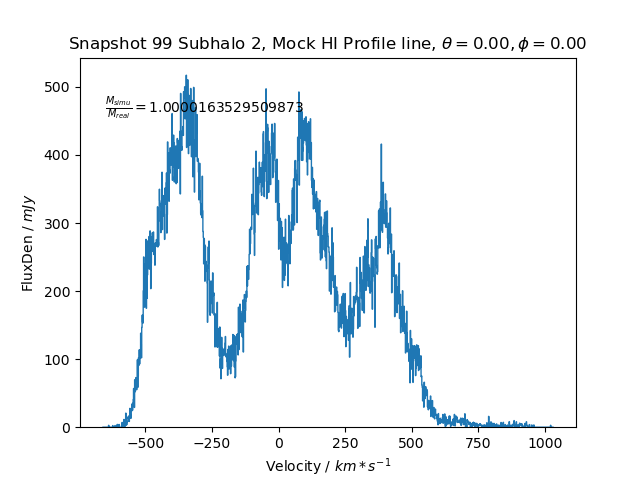 Snapshot 99 Subhalo 2, Mock HI Profile line, θ = 0.00, ϕ = 0.00
M_simu/M_real = 1.0000163529509873
FluxDen / mJy
500
400
300
200
100
0
−500 −250 0 250 500 750 1000
Velocity / km * s^−1